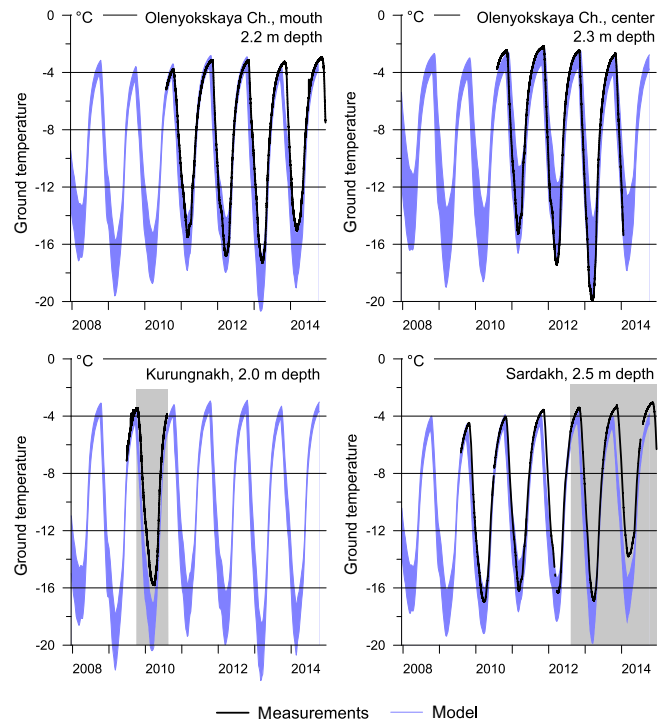 °C
Olenyokskaya Ch., mouth
2.2 m depth
Ground temperature
0
-4
-8
-12
-16
-20
2008
2010
2012
2014
°C
Olenyokskaya Ch., center
2.3 m depth
Ground temperature
0
-4
-8
-12
-16
-20
2008
2010
2012
2014
°C
Kurungnakh, 2.0 m depth
Ground temperature
0
-4
-8
-12
-16
-20
2008
2010
2012
2014
°C
Sardakh, 2.5 m depth
Ground temperature
0
-4
-8
-12
-16
-20
2008
2010
2012
2014
Measurements
Model